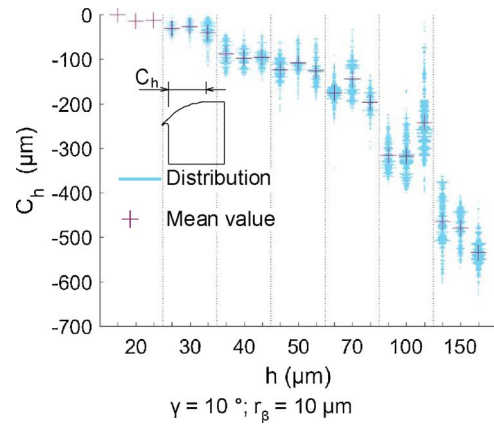 0
-100
-200
-300
-400
-500
-600
-700
C_h (µm)
C_h
Distribution
Mean value
20 30 40 50 70 100 150
h (µm)
γ = 10 °; r_β = 10 µm